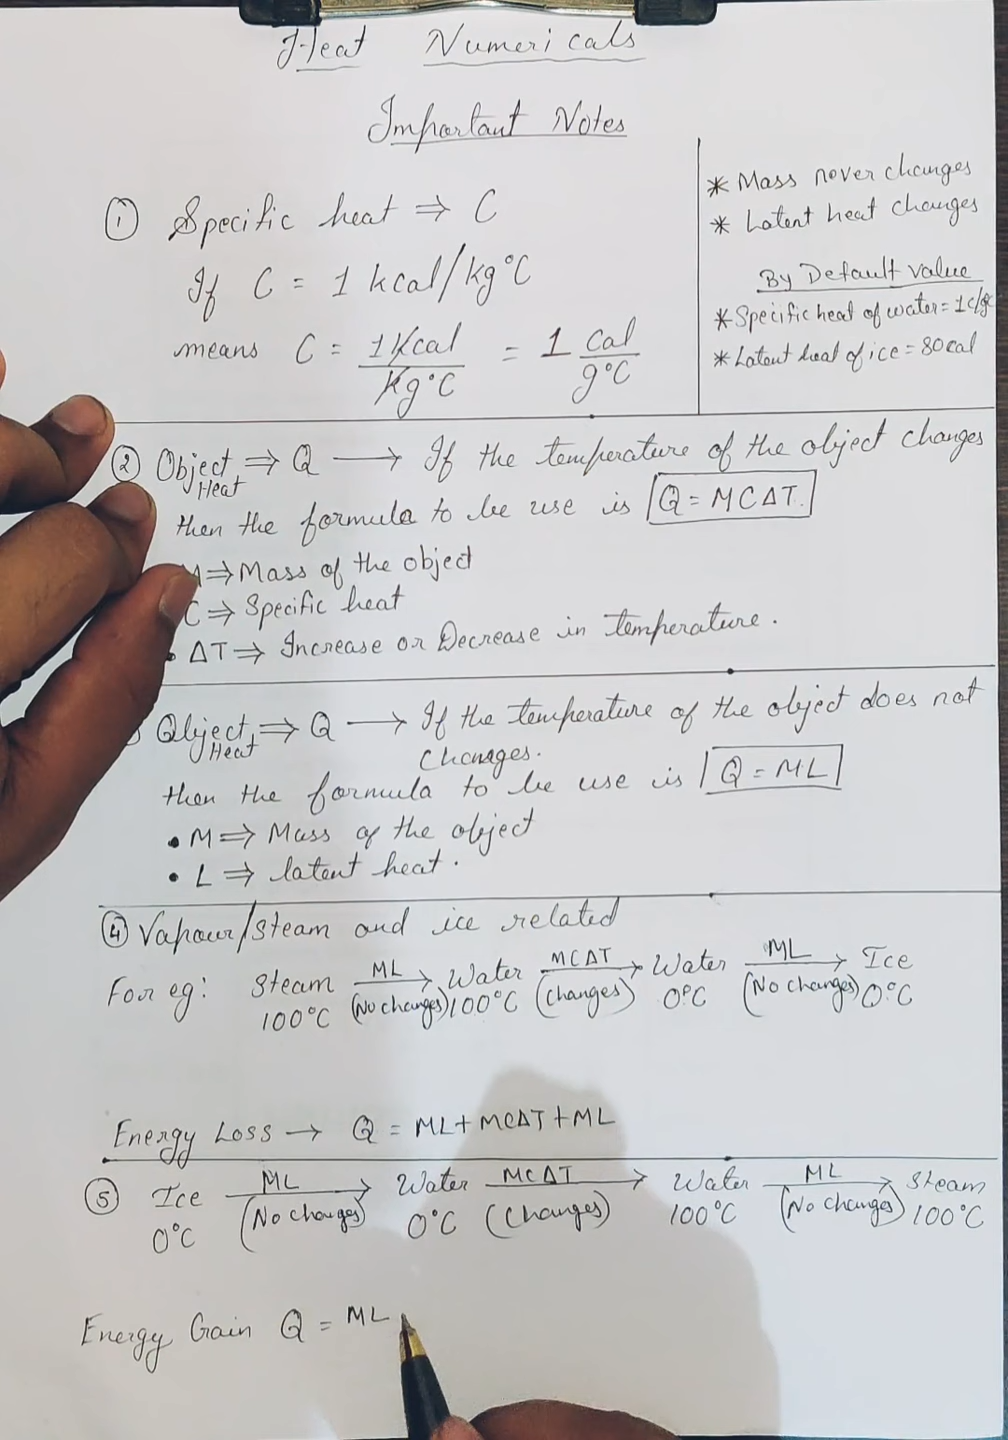 Heat Numericals
Important Notes
① Specific heat ⇒ C
If C = 1 kcal/kg°C
means C = 1 Kcal / Kg°C = 1 Cal / g°C
* Mass never changes
* Latent heat changes
By Default value
* Specific heat of water = 1c/g°c
* Latent heat of ice = 80cal
② Object Heat ⇒ Q ⟶ If the temperature of the object changes
then the formula to be use is Q = MCΔT.
M ⇒ Mass of the object
C ⇒ Specific heat
• ΔT ⇒ Increase or Decrease in temperature.
Object Heat ⇒ Q ⟶ If the temperature of the object does not
Changes.
then the formula to be use is Q = ML
• M ⇒ Mass of the object
• L ⇒ latent heat.
④ Vapour/steam and ice related
For eg: Steam ML⟶ Water MCΔT⟶ Water ML⟶ Ice
100°C (No changes) 100°C (Changes) 0°C (No changes) 0°C
Energy Loss → Q = ML + MCΔT + ML
⑤ Ice ML⟶ Water MCΔT⟶ Water ML⟶ Steam
0°C (No changes) 0°C (Changes) 100°C (No changes) 100°C
Energy Gain Q = ML